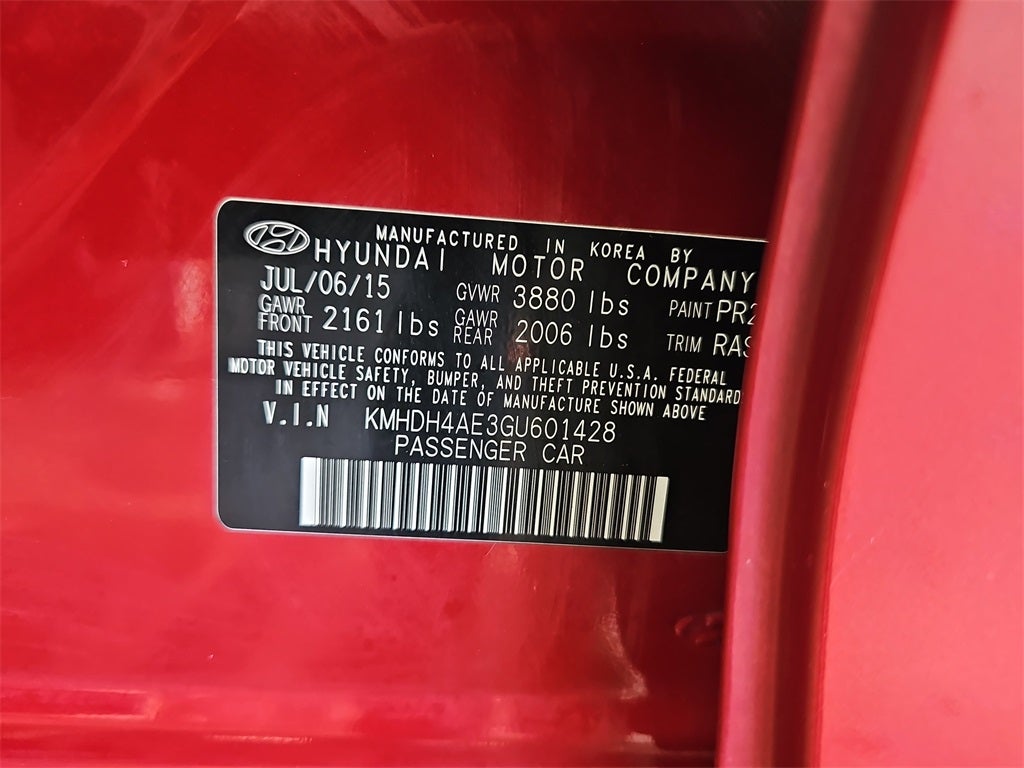 MANUFACTURED IN KOREA BY
HYUNDAI MOTOR COMPANY
JUL/06/15 GVWR 3880 lbs PAINT PR2
GAWR FRONT 2161 lbs GAWR REAR 2006 lbs TRIM RAS
THIS VEHICLE CONFORMS TO ALL APPLICABLE U.S.A. FEDERAL
MOTOR VEHICLE SAFETY, BUMPER, AND THEFT PREVENTION STANDARD
IN EFFECT ON THE DATE OF MANUFACTURE SHOWN ABOVE
V.I.N KMHDH4AE3GU601428
PASSENGER CAR